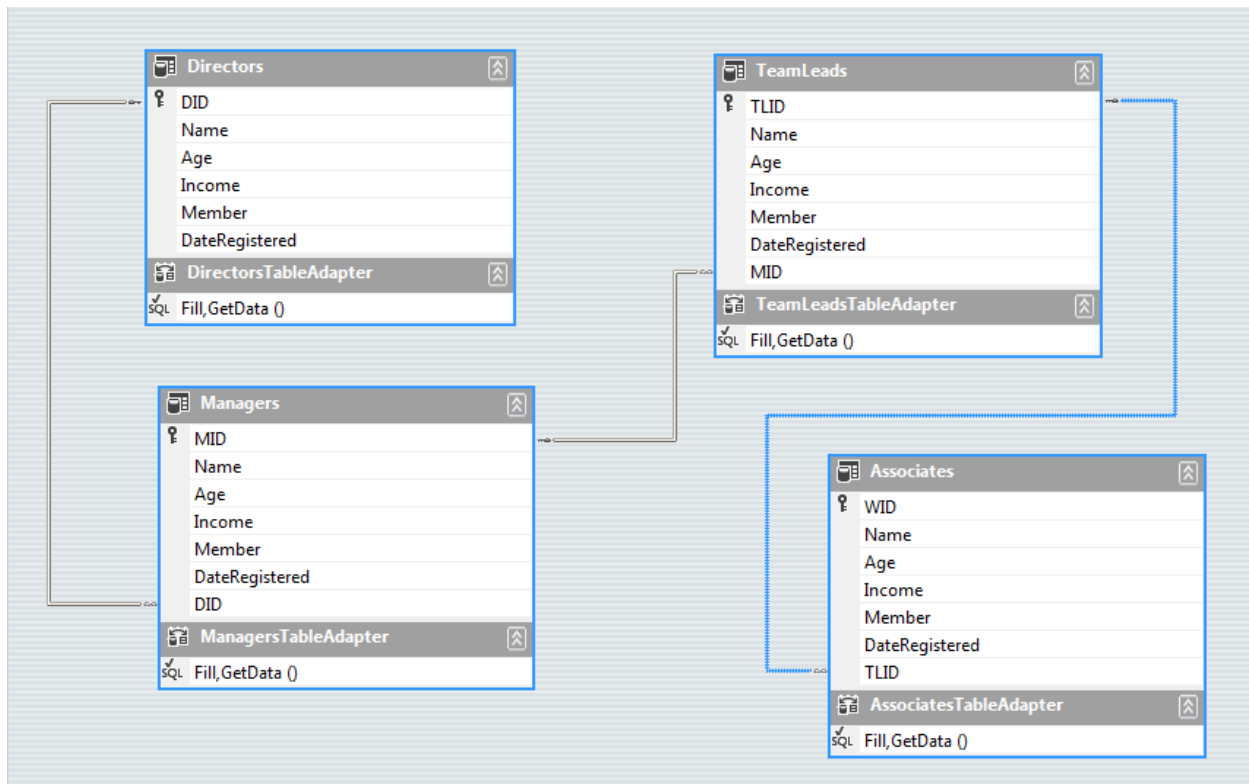 Directors
DID
Name
Age
Income
Member
DateRegistered
DirectorsTableAdapter
SQL Fill,GetData ()
TeamLeads
TLID
Name
Age
Income
Member
DateRegistered
MID
TeamLeadsTableAdapter
SQL Fill,GetData ()
Managers
MID
Name
Age
Income
Member
DateRegistered
DID
ManagersTableAdapter
SQL Fill,GetData ()
Associates
WID
Name
Age
Income
Member
DateRegistered
TLID
AssociatesTableAdapter
SQL Fill,GetData ()